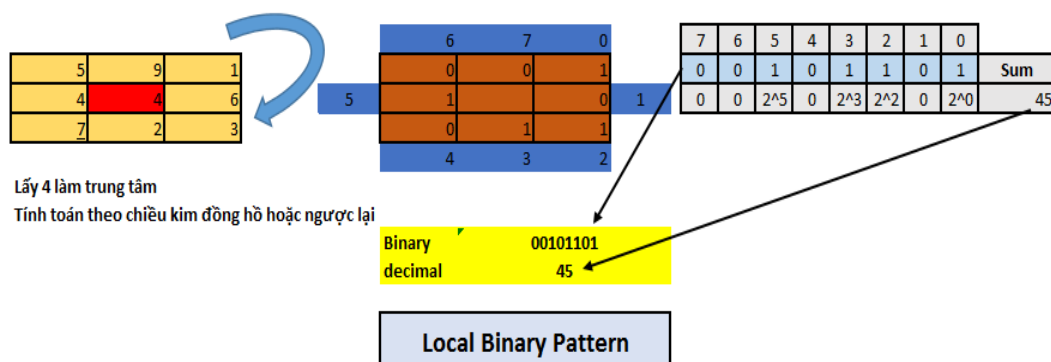 5 9 1
4 4 6
7 2 3
Lấy 4 làm trung tâm
Tính toán theo chiều kim đồng hồ hoặc ngược lại
6 7 0
0 0 1
5 1 0 1
0 1 1
4 3 2
7 6 5 4 3 2 1 0
0 0 1 0 1 1 0 1 Sum
0 0 2^5 0 2^3 2^2 0 2^0 45
Binary 00101101
decimal 45
Local Binary Pattern